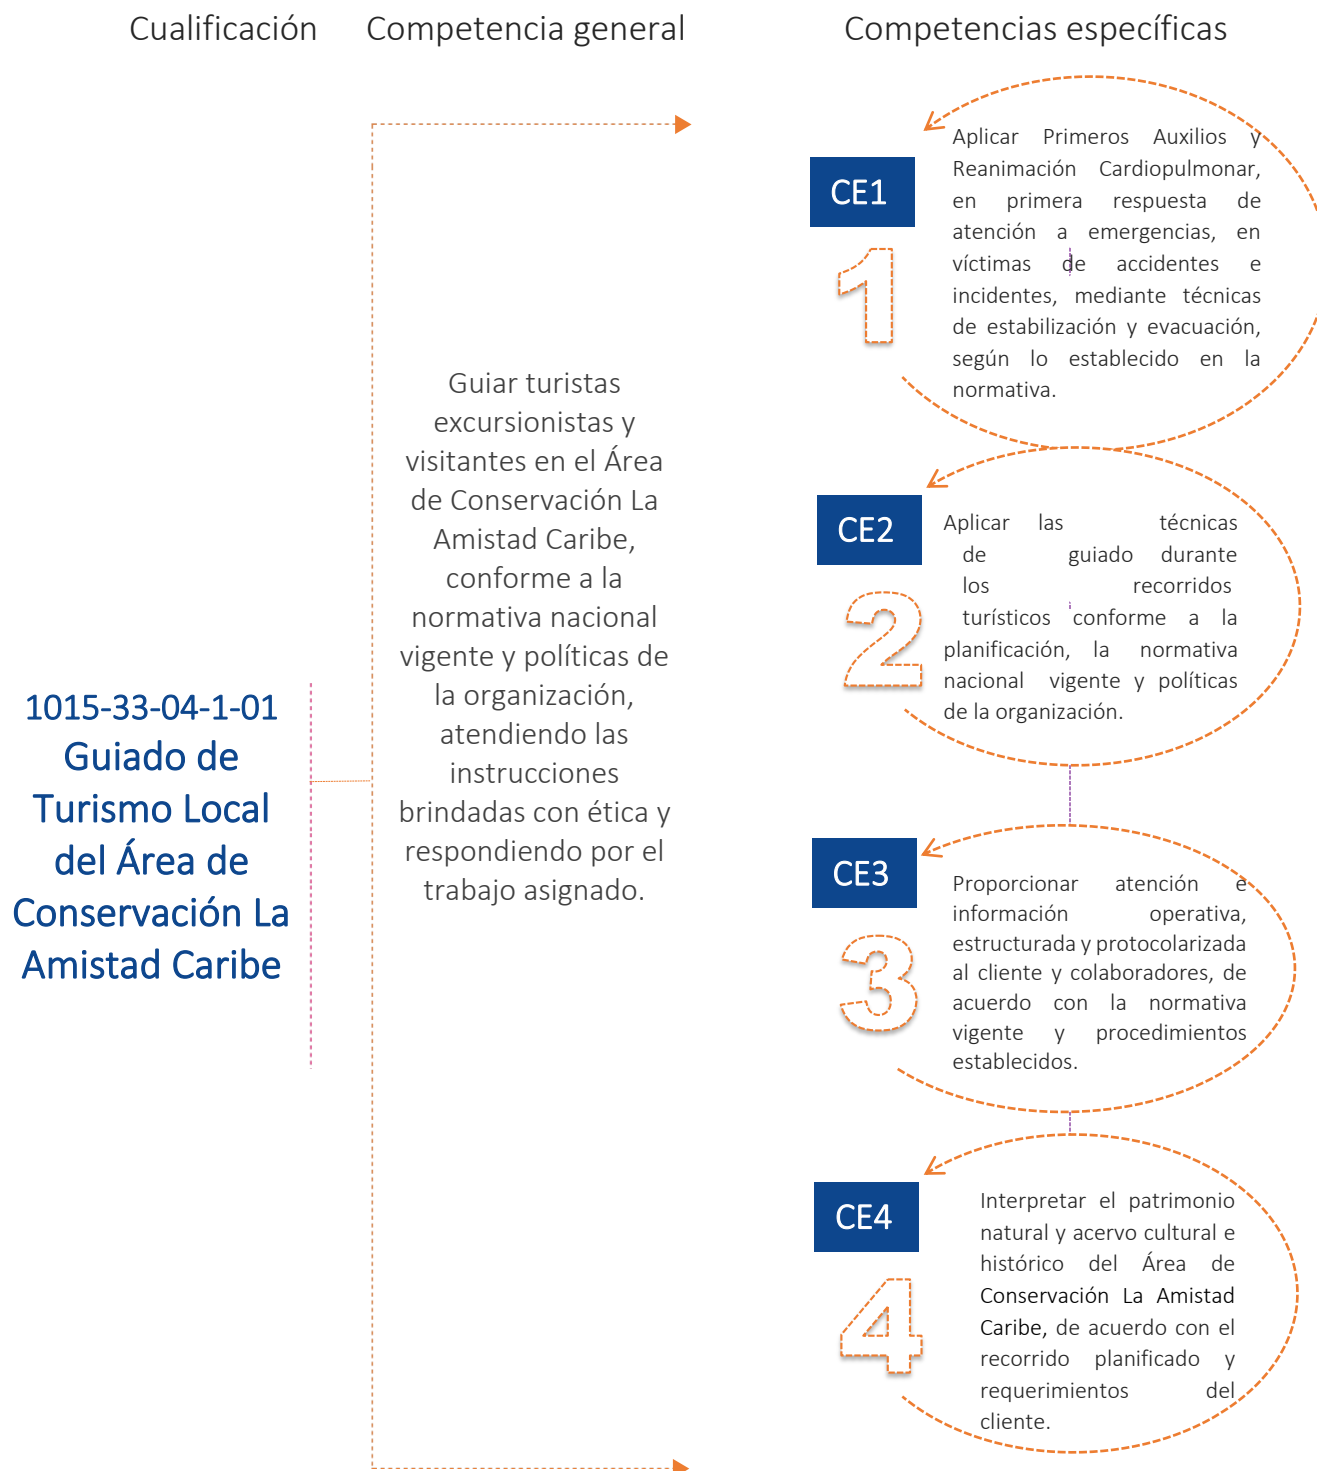 Cualificación
Competencia general
Competencias específicas
1015-33-04-1-01
Guiado de
Turismo Local
del Área de
Conservación La
Amistad Caribe
Guiar turistas
excursionistas y
visitantes en el Área
de Conservación La
Amistad Caribe,
conforme a la
normativa nacional
vigente y políticas de
la organización,
atendiendo las
instrucciones
brindadas con ética y
respondiendo por el
trabajo asignado.
CE1
1
Aplicar Primeros Auxilios y
Reanimación Cardiopulmonar,
en primera respuesta de
atención a emergencias, en
víctimas de accidentes e
incidentes, mediante técnicas
de estabilización y evacuación,
según lo establecido en la
normativa.
CE2
2
Aplicar las técnicas
de guiado durante
los recorridos
turísticos conforme a la
planificación, la normativa
nacional vigente y políticas
de la organización.
CE3
3
Proporcionar atención e
información operativa,
estructurada y protocolarizada
al cliente y colaboradores, de
acuerdo con la normativa
vigente y procedimientos
establecidos.
CE4
4
Interpretar el patrimonio
natural y acervo cultural e
histórico del Área de
Conservación La Amistad
Caribe, de acuerdo con el
recorrido planificado y
requerimientos del
cliente.